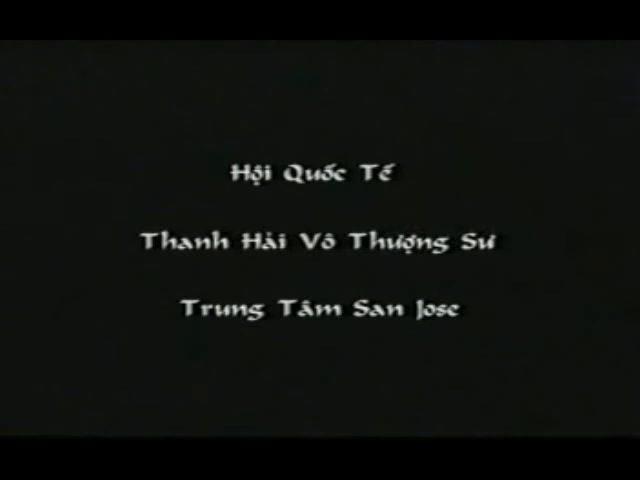 Hội Quốc Tế
Thanh Hải Vô Thượng Sư
Trung Tâm San Jose